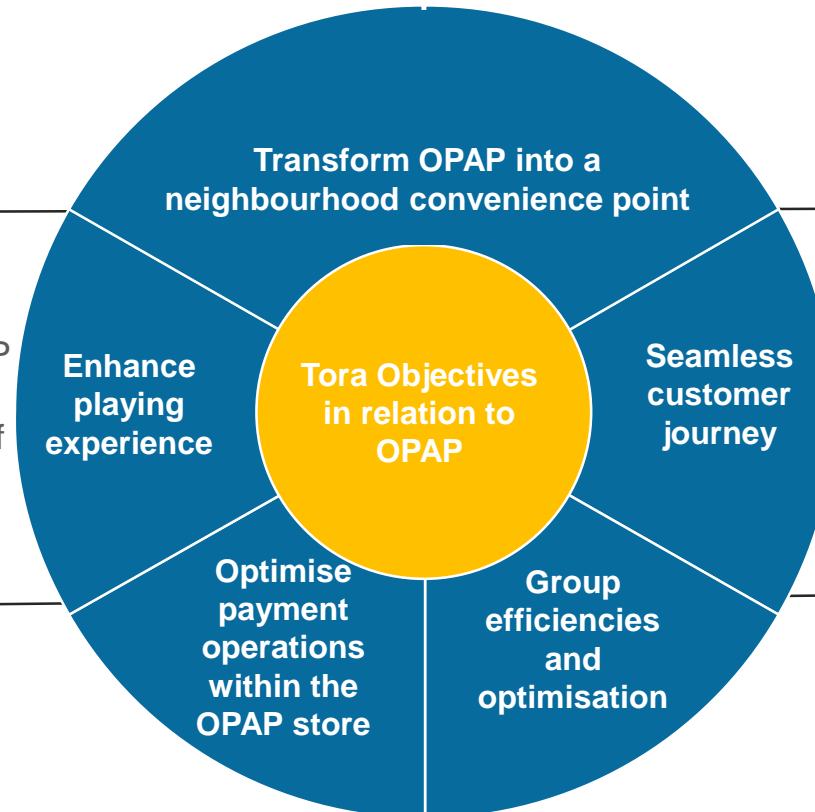 Transform OPAP into a
neighbourhood convenience point
Enhance
playing
experience
Tora Objectives
in relation to
OPAP
Seamless
customer
journey
Optimise
payment
operations
within the
OPAP store
Group
efficiencies
and
optimisation